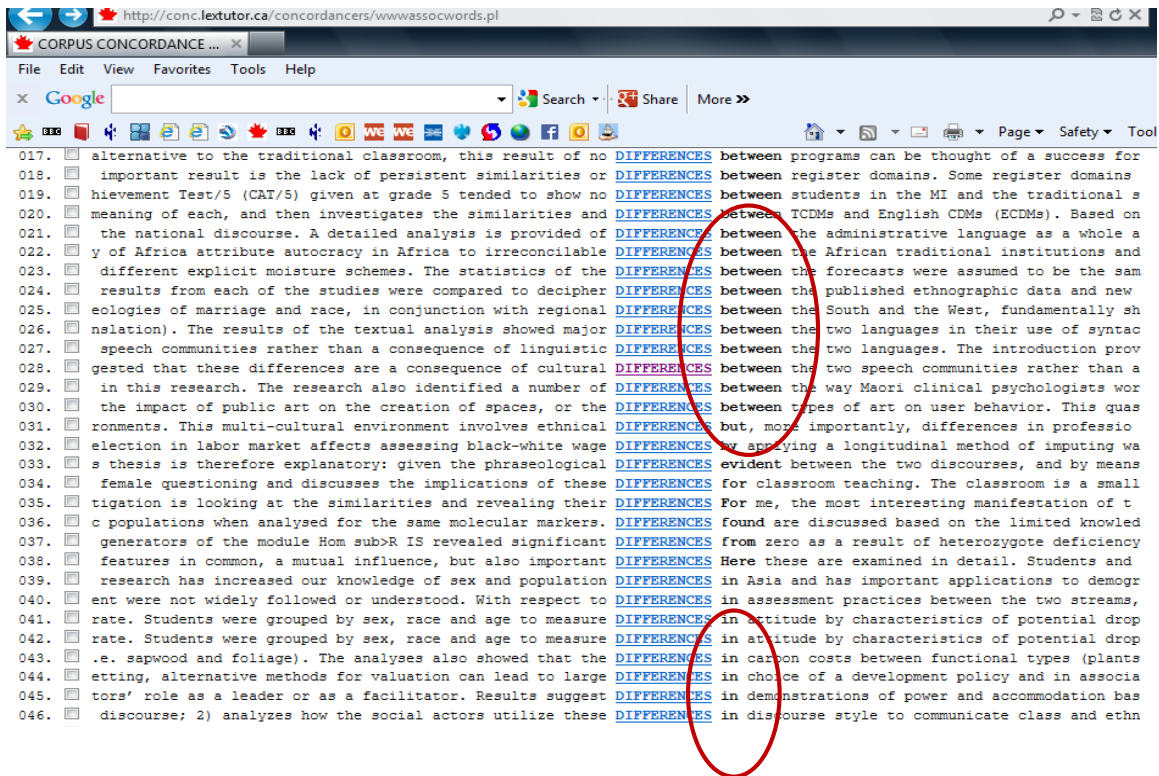 http://conc.lextutor.ca/concordancers/wwwassocwords.pl
CORPUS CONCORDANCE ...
File Edit View Favorites Tools Help
x Google Search Share More »
BBC BBC WE WE Page Safety Tool
017. alternative to the traditional classroom, this result of no DIFFERENCES between programs can be thought of a success for
018. important result is the lack of persistent similarities or DIFFERENCES between register domains. Some register domains
019. hievement Test/5 (CAT/5) given at grade 5 tended to show no DIFFERENCES between students in the MI and the traditional s
020. meaning of each, and then investigates the similarities and DIFFERENCES between TCDMs and English CDMs (ECDMs). Based on
021. the national discourse. A detailed analysis is provided of DIFFERENCES between the administrative language as a whole a
022. y of Africa attribute autocracy in Africa to irreconcilable DIFFERENCES between the African traditional institutions and
023. different explicit moisture schemes. The statistics of the DIFFERENCES between the forecasts were assumed to be the sam
024. results from each of the studies were compared to decipher DIFFERENCES between the published ethnographic data and new
025. eologies of marriage and race, in conjunction with regional DIFFERENCES between the South and the West, fundamentally sh
026. nslation). The results of the textual analysis showed major DIFFERENCES between the two languages in their use of syntac
027. speech communities rather than a consequence of linguistic DIFFERENCES between the two languages. The introduction prov
028. gested that these differences are a consequence of cultural DIFFERENCES between the two speech communities rather than a
029. in this research. The research also identified a number of DIFFERENCES between the way Maori clinical psychologists wor
030. the impact of public art on the creation of spaces, or the DIFFERENCES between types of art on user behavior. This quas
031. ronments. This multi-cultural environment involves ethnical DIFFERENCES but, more importantly, differences in professio
032. election in labor market affects assessing black-white wage DIFFERENCES by applying a longitudinal method of imputing wa
033. s thesis is therefore explanatory: given the phraseological DIFFERENCES evident between the two discourses, and by means
034. female questioning and discusses the implications of these DIFFERENCES for classroom teaching. The classroom is a small
035. tigation is looking at the similarities and revealing their DIFFERENCES For me, the most interesting manifestation of t
036. c populations when analysed for the same molecular markers. DIFFERENCES found are discussed based on the limited knowled
037. generators of the module Hom sub>R IS revealed significant DIFFERENCES from zero as a result of heterozygote deficiency
038. features in common, a mutual influence, but also important DIFFERENCES Here these are examined in detail. Students and
039. research has increased our knowledge of sex and population DIFFERENCES in Asia and has important applications to demogr
040. ent were not widely followed or understood. With respect to DIFFERENCES in assessment practices between the two streams,
041. rate. Students were grouped by sex, race and age to measure DIFFERENCES in attitude by characteristics of potential drop
042. rate. Students were grouped by sex, race and age to measure DIFFERENCES in attitude by characteristics of potential drop
043. .e. sapwood and foliage). The analyses also showed that the DIFFERENCES in carbon costs between functional types (plants
044. etting, alternative methods for valuation can lead to large DIFFERENCES in choice of a development policy and in associa
045. tors' role as a leader or as a facilitator. Results suggest DIFFERENCES in demonstrations of power and accommodation bas
046. discourse; 2) analyzes how the social actors utilize these DIFFERENCES in discourse style to communicate class and ethn